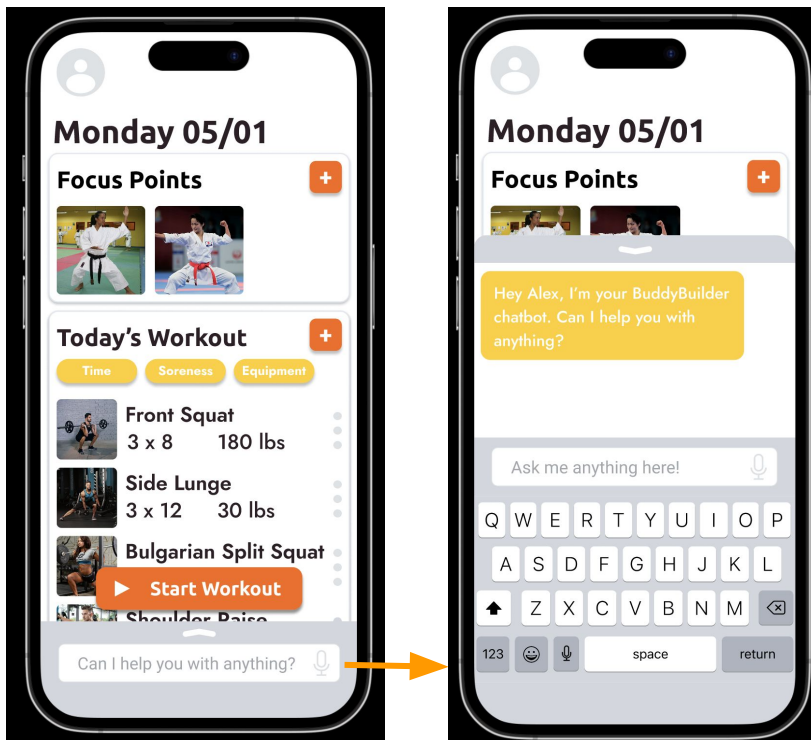 Monday 05/01
Focus Points
+
Today's Workout
+
Time Soreness Equipment
Front Squat
3 x 8 180 lbs
Side Lunge
3 x 12 30 lbs
Bulgarian Split Squat
Start Workout
Shoulder Raise
Can I help you with anything?
Monday 05/01
Focus Points
+
Hey Alex, I'm your BuddyBuilder
chatbot. Can I help you with
anything?
Ask me anything here!
Q W E R T Y U I O P
A S D F G H J K L
Z X C V B N M
123 space return